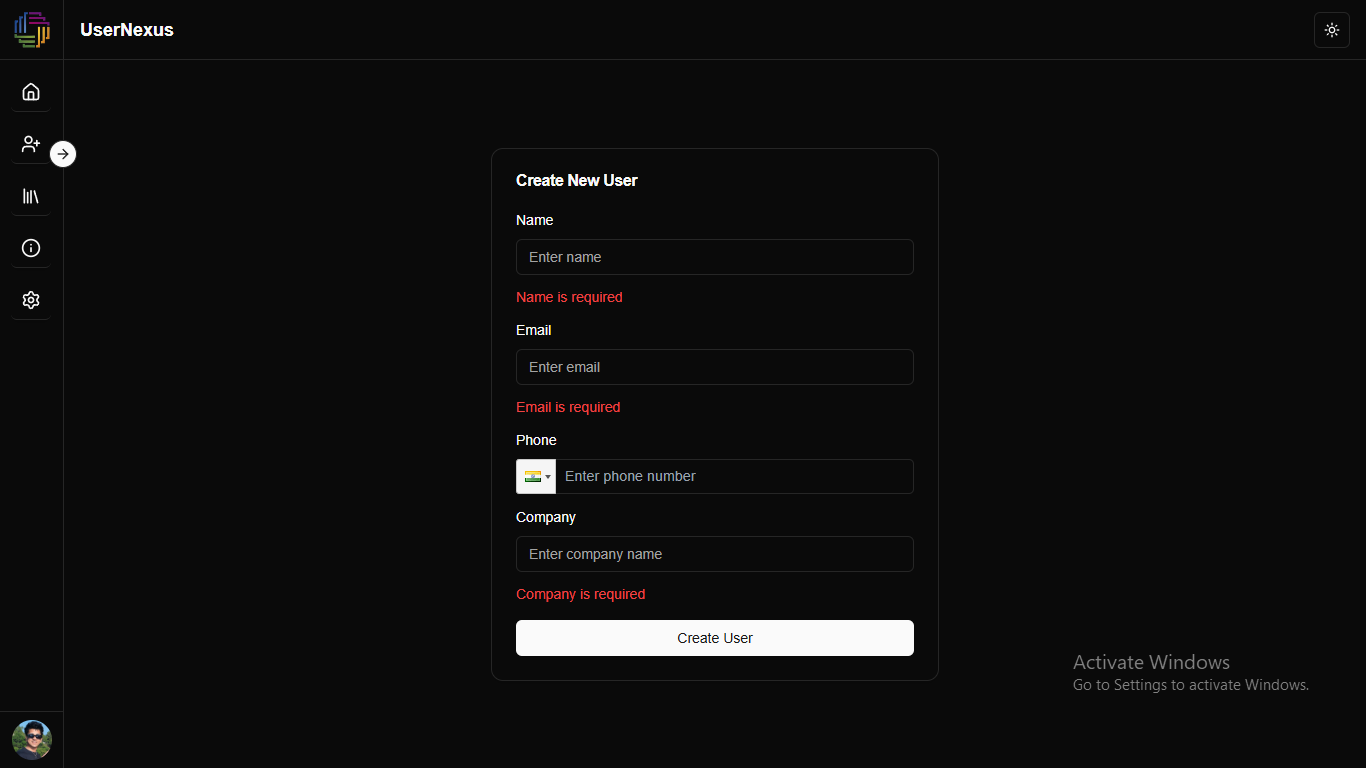 UserNexus
Create New User
Name
Enter name
Name is required
Email
Enter email
Email is required
Phone
Enter phone number
Company
Enter company name
Company is required
Create User
Activate Windows
Go to Settings to activate Windows.